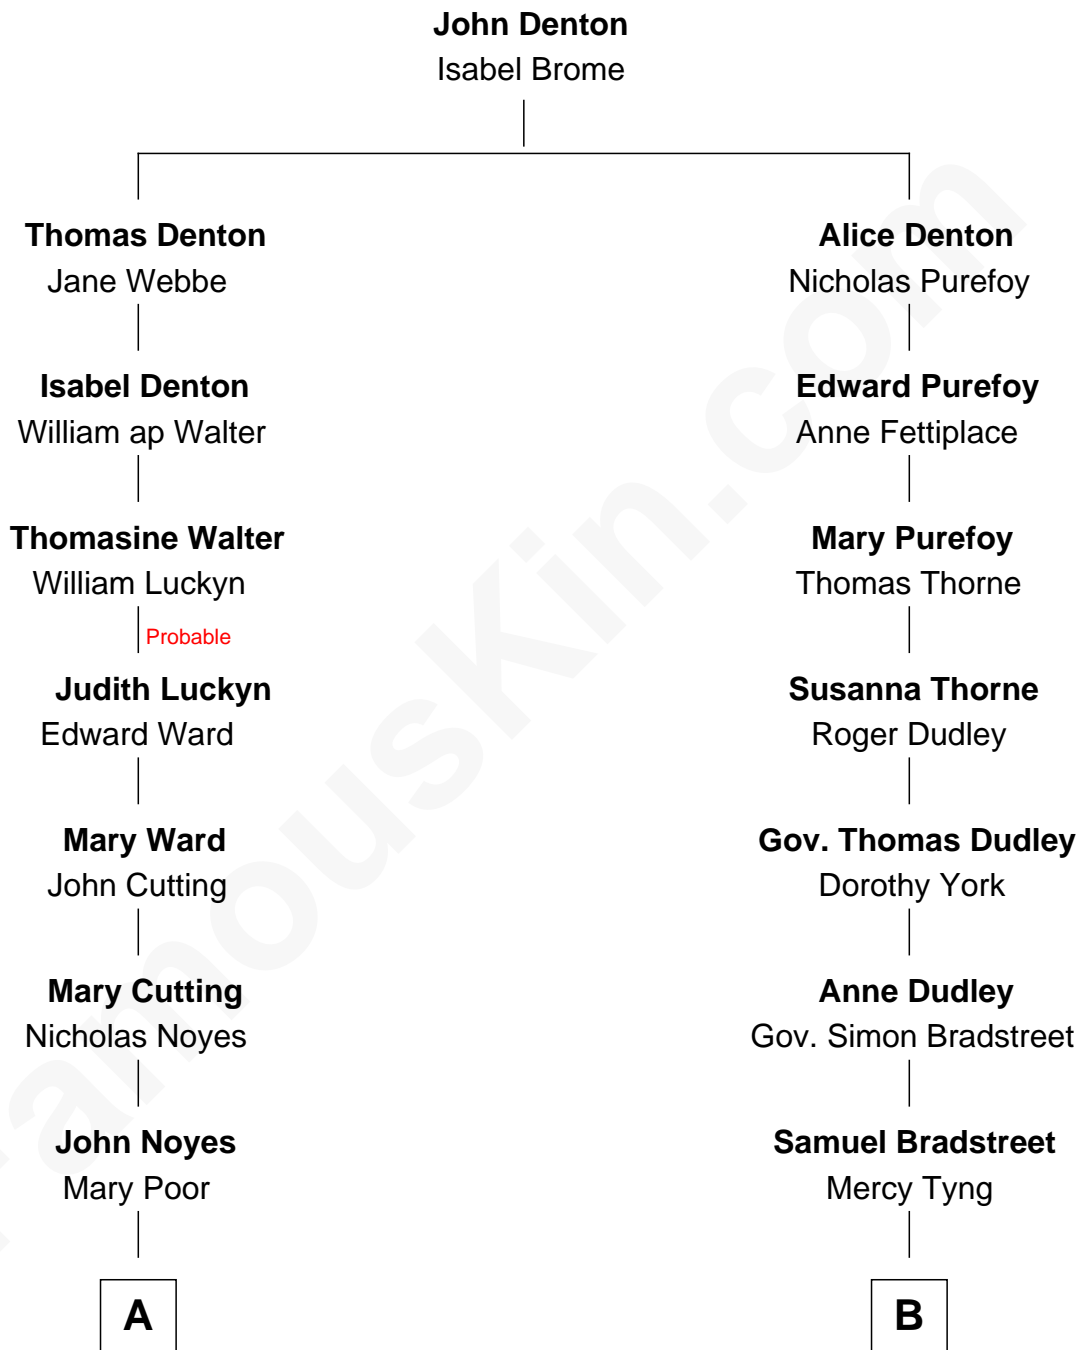 John Denton
Isabel Brome
Thomas Denton
Jane Webbe
Isabel Denton
William ap Walter
Thomasine Walter
William Luckyn
Probable
Judith Luckyn
Edward Ward
Mary Ward
John Cutting
Mary Cutting
Nicholas Noyes
John Noyes
Mary Poor
A
Alice Denton
Nicholas Purefoy
Edward Purefoy
Anne Fettiplace
Mary Purefoy
Thomas Thorne
Susanna Thorne
Roger Dudley
Gov. Thomas Dudley
Dorothy York
Anne Dudley
Gov. Simon Bradstreet
Samuel Bradstreet
Mercy Tyng
B
FamousKin.com